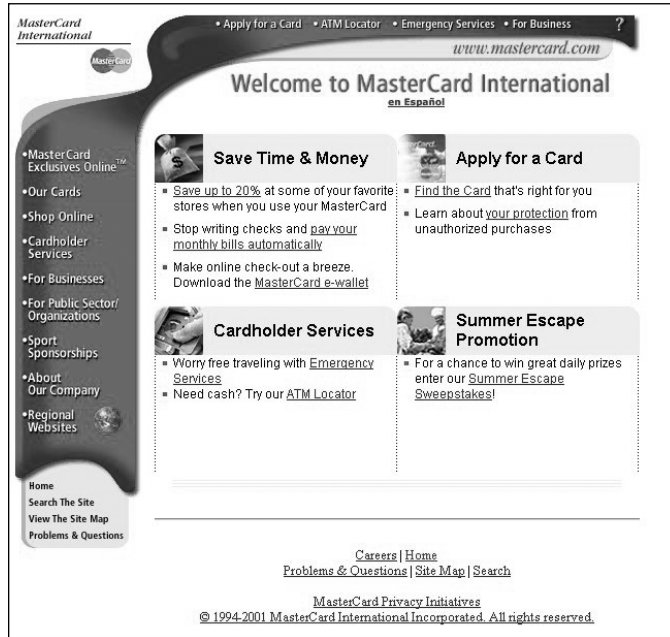 MasterCard
International
MasterCard
• Apply for a Card • ATM Locator • Emergency Services • For Business ?
www.mastercard.com
Welcome to MasterCard International
en Español
•MasterCard
Exclusives Online™
•Our Cards
•Shop Online
•Cardholder
Services
•For Businesses
•For Public Sector/
Organizations
•Sport
Sponsorships
•About
Our Company
•Regional
Websites
Home
Search The Site
View The Site Map
Problems & Questions
$
Save Time & Money
Save up to 20% at some of your favorite
stores when you use your MasterCard
Stop writing checks and pay your
monthly bills automatically
Make online check-out a breeze.
Download the MasterCard e-wallet
Apply for a Card
Find the Card that's right for you
Learn about your protection from
unauthorized purchases
Cardholder Services
Worry free traveling with Emergency
Services
Need cash? Try our ATM Locator
Summer Escape
Promotion
For a chance to win great daily prizes
enter our Summer Escape
Sweepstakes!
Careers | Home
Problems & Questions | Site Map | Search
MasterCard Privacy Initiatives
© 1994-2001 MasterCard International Incorporated. All rights reserved.